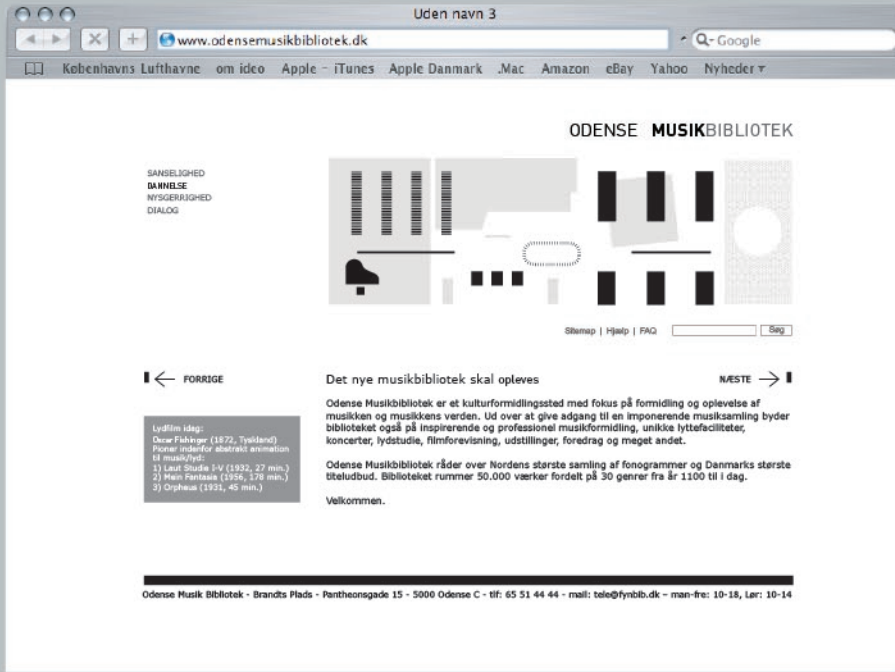 Uden navn 3
www.odensemusikbibliotek.dk
Q- Google
Københavns Lufthavne om ideo Apple - iTunes Apple Danmark .Mac Amazon eBay Yahoo Nyheder
ODENSE MUSIKBIBLIOTEK
SANSELIGHED
DANNELSE
NYSGERRIGHED
DIALOG
Sitemap | Hjælp | FAQ Søg
FORRIGE
Det nye musikbibliotek skal opleves
NÆSTE
Odense Musikbibliotek er et kulturformidlingssted med fokus på formidling og oplevelse af
musikken og musikkens verden. Ud over at give adgang til en imponerende musiksamling byder
biblioteket også på inspirerende og professionel musikformidling, unikke lyttefaciliteter,
koncerter, lydstudie, filmforevisning, udstillinger, foredrag og meget andet.
Odense Musikbibliotek råder over Nordens største samling af fonogrammer og Danmarks største
titeludbud. Biblioteket rummer 50.000 værker fordelt på 30 genrer fra år 1100 til i dag.
Velkommen.
Lydfilm idag:
Oscar Fishinger (1872, Tyskland)
Pioner indenfor abstrakt animation
til musik/lyd:
1) Laut Studie I-V (1932, 27 min.)
2) Mein Fantasia (1956, 178 min.)
3) Orpheus (1931, 45 min.)
Odense Musik Bibliotek - Brandts Plads - Pantheonsgade 15 - 5000 Odense C - tlf: 65 51 44 44 - mail: tele@fynbib.dk – man-fre: 10-18, Lør: 10-14